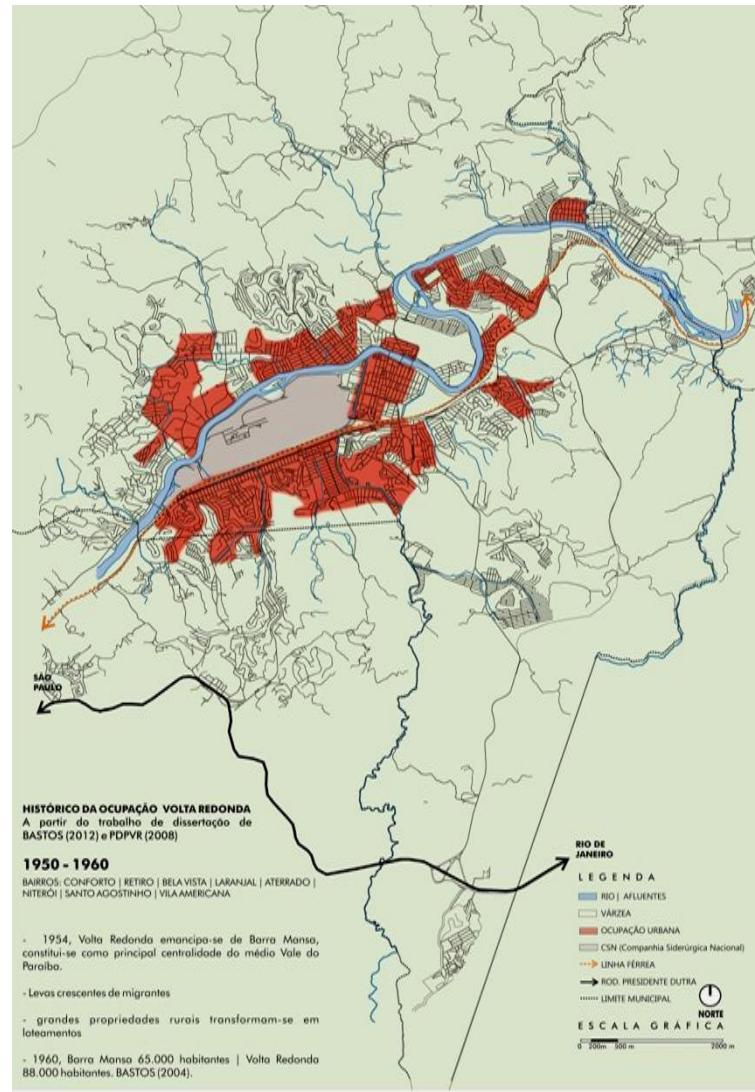 SÃO
PAULO
HISTÓRICO DA OCUPAÇÃO VOLTA REDONDA
A partir do trabalho de dissertação de
BASTOS (2012) e PDPVR (2008)
1950 - 1960
BAIRROS: CONFORTO | RETIRO | BELA VISTA | LARANJAL | ATERRADO |
NITERÓI | SANTO AGOSTINHO | VILA AMERICANA
- 1954, Volta Redonda emancipa-se de Barra Mansa,
constitui-se como principal centralidade do médio Vale do
Paraíba.
- Levas crescentes de migrantes
- grandes propriedades rurais transformam-se em
loteamentos
- 1960, Barra Mansa 65.000 habitantes | Volta Redonda
88.000 habitantes. BASTOS (2004).
RIO DE
JANEIRO
LEGENDA
RIO | AFLUENTES
VÁRZEA
OCUPAÇÃO URBANA
CSN (Companhia Siderúrgica Nacional)
LINHA FÉRREA
ROD. PRESIDENTE DUTRA
LIMITE MUNICIPAL
NORTE
ESCALA GRÁFICA
0 200m 500 m 2000 m